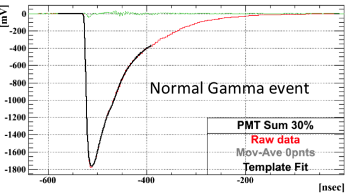 [mV]
0
-200
-400
-600
-800
-1000
-1200
-1400
-1600
-1800
Normal Gamma event
PMT Sum 30%
Raw data
Mov-Ave 0pnts
Template Fit
-600
-400
-200
[nsec]